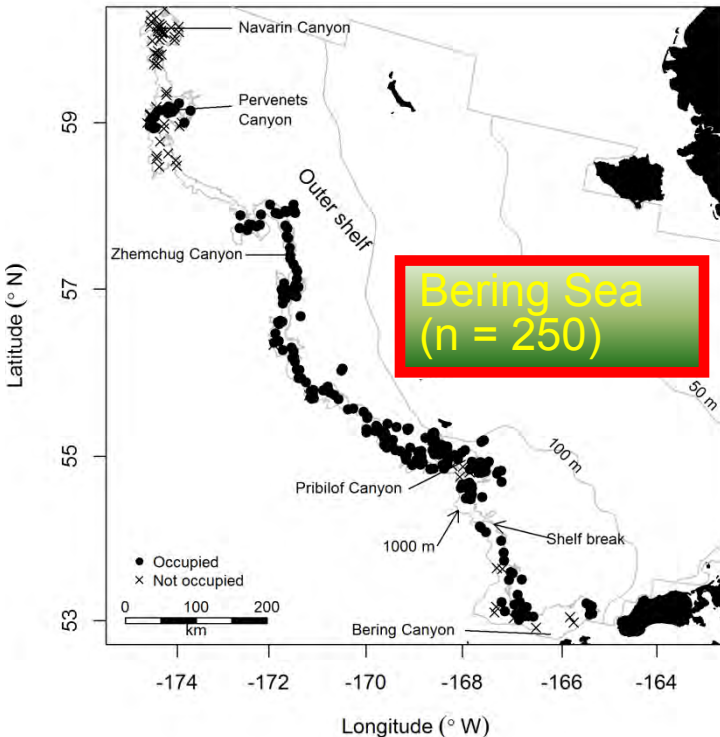 Navarin Canyon
Pervenets
Canyon
59
Outer shelf
Zhemchug Canyon
57
Bering Sea
(n = 250)
50 m
Latitude (° N)
55
100 m
Pribilof Canyon
1000 m
Shelf break
● Occupied
× Not occupied
0 50 100 200
km
53
Bering Canyon
-174 -172 -170 -168 -166 -164
Longitude (° W)